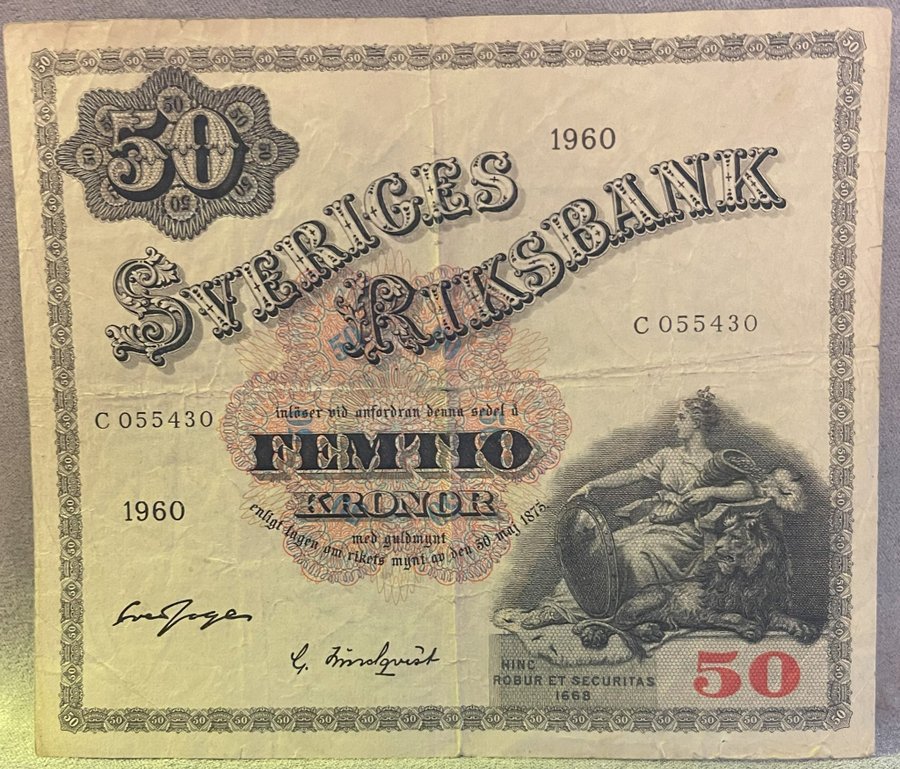 50
1960
SVERIGES
RIKSBANK
C 055430
inlöser vid anfordran denna sedel å
C 055430
FEMTIO
KRONOR
1960
med guldmynt
enligt lagen om rikets mynt av den 30 maj 1873.
HINC
ROBUR ET SECURITAS
1668
50